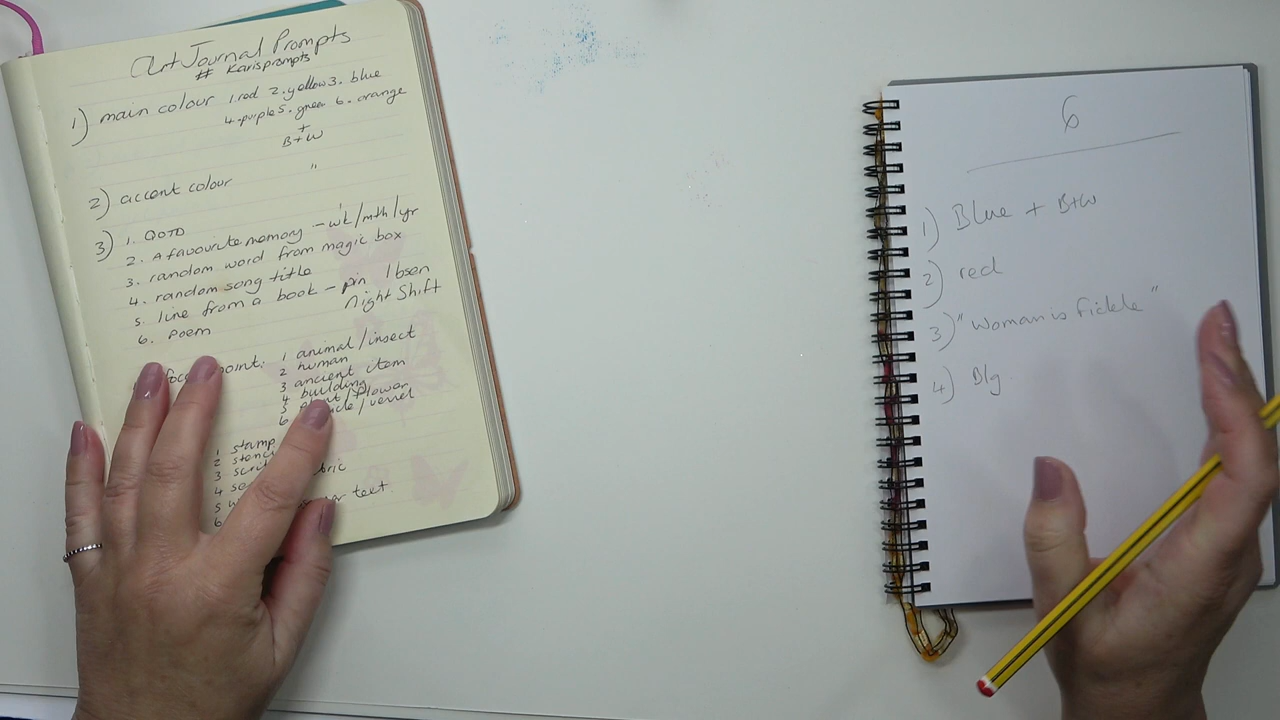 Art Journal Prompts
# Karisprompts
1) main colour 1. red 2. yellow 3. blue
4. purple 5. green 6. orange
+
B+W
2) accent colour "
3) 1. QOTD
2. A favourite memory - wk/mth/yr
3. random word from magic box
4. random song title
5. line from a book - pin Ibsen
6. Poem Night Shift
point: 1 animal/insect
2 human
3 ancient item
4 building
5 plant/flower
6 vessel
1 stamp
2
3
4
5 text
6
6
1) Blue + B+W
2) red
3) "Woman is fickle"
4) Blg